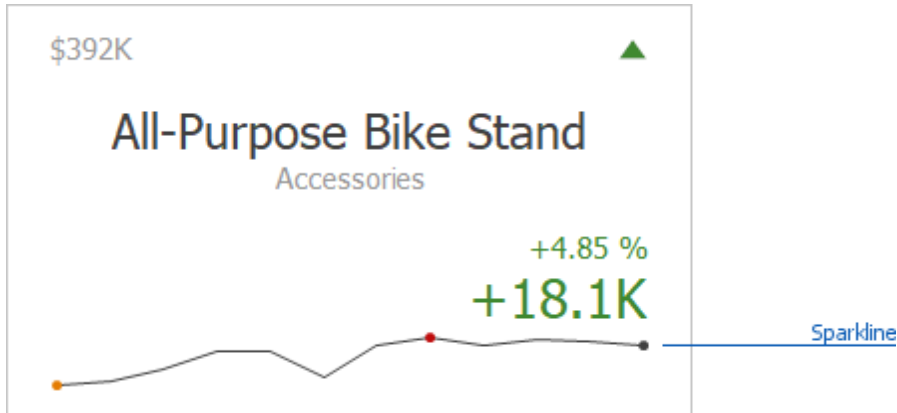 $392K
All-Purpose Bike Stand
Accessories
+4.85 %
+18.1K
Sparkline